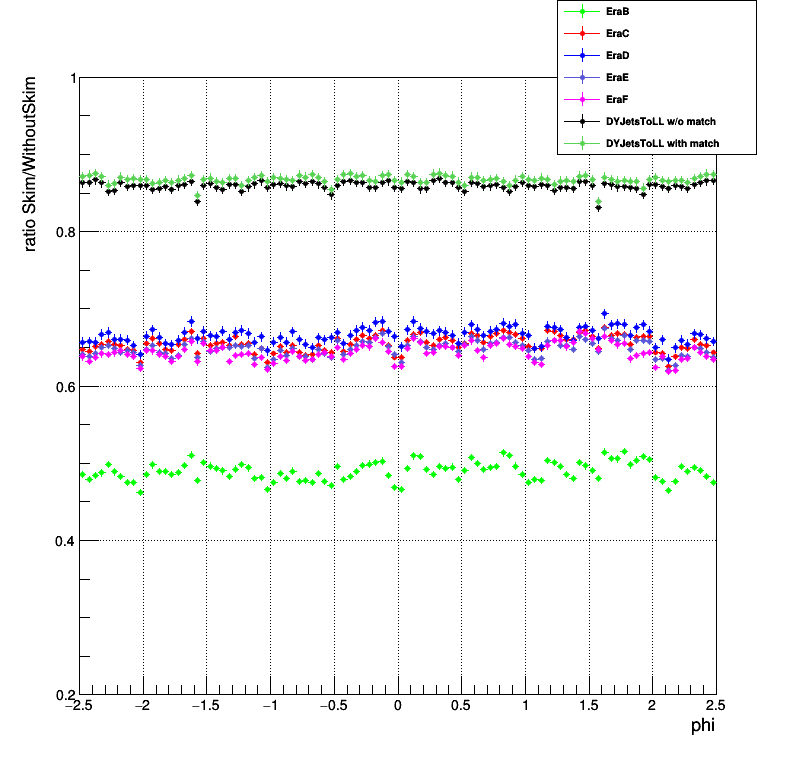 EraB
EraC
EraD
EraE
EraF
DYJetsToLL w/o match
DYJetsToLL with match
ratio Skim/WithoutSkim
1
0.8
0.6
0.4
0.2
−2.5 −2 −1.5 −1 −0.5 0 0.5 1 1.5 2 2.5
phi